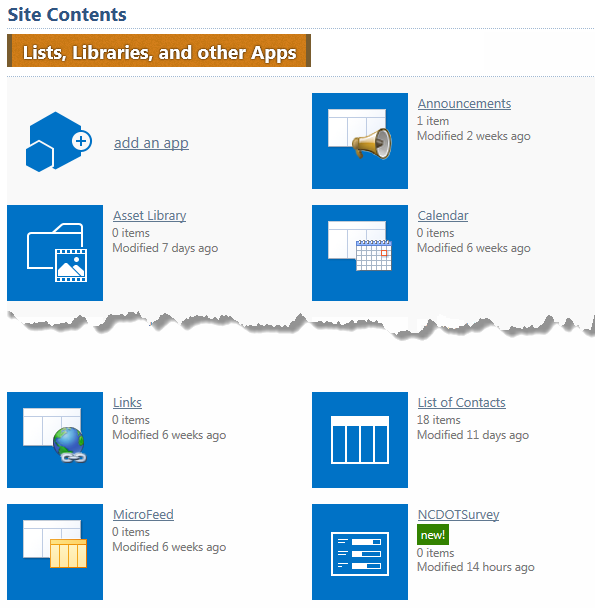 Site Contents
Lists, Libraries, and other Apps
add an app
Announcements
1 item
Modified 2 weeks ago
Asset Library
0 items
Modified 7 days ago
Calendar
0 items
Modified 6 weeks ago
Links
0 items
Modified 6 weeks ago
List of Contacts
18 items
Modified 11 days ago
MicroFeed
0 items
Modified 6 weeks ago
NCDOTSurvey
new!
0 items
Modified 14 hours ago